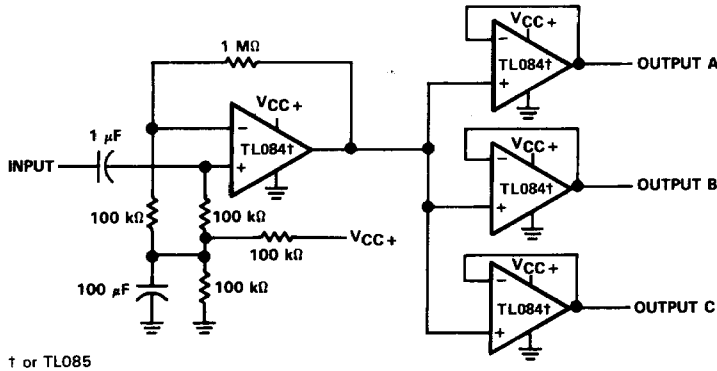 1 MΩ
VCC+
TL084†
OUTPUT A
VCC+
1 μF
INPUT
TL084†
VCC+
TL084†
OUTPUT B
100 kΩ
100 kΩ
VCC+
100 kΩ
100 μF
100 kΩ
VCC+
TL084†
OUTPUT C
† or TL085